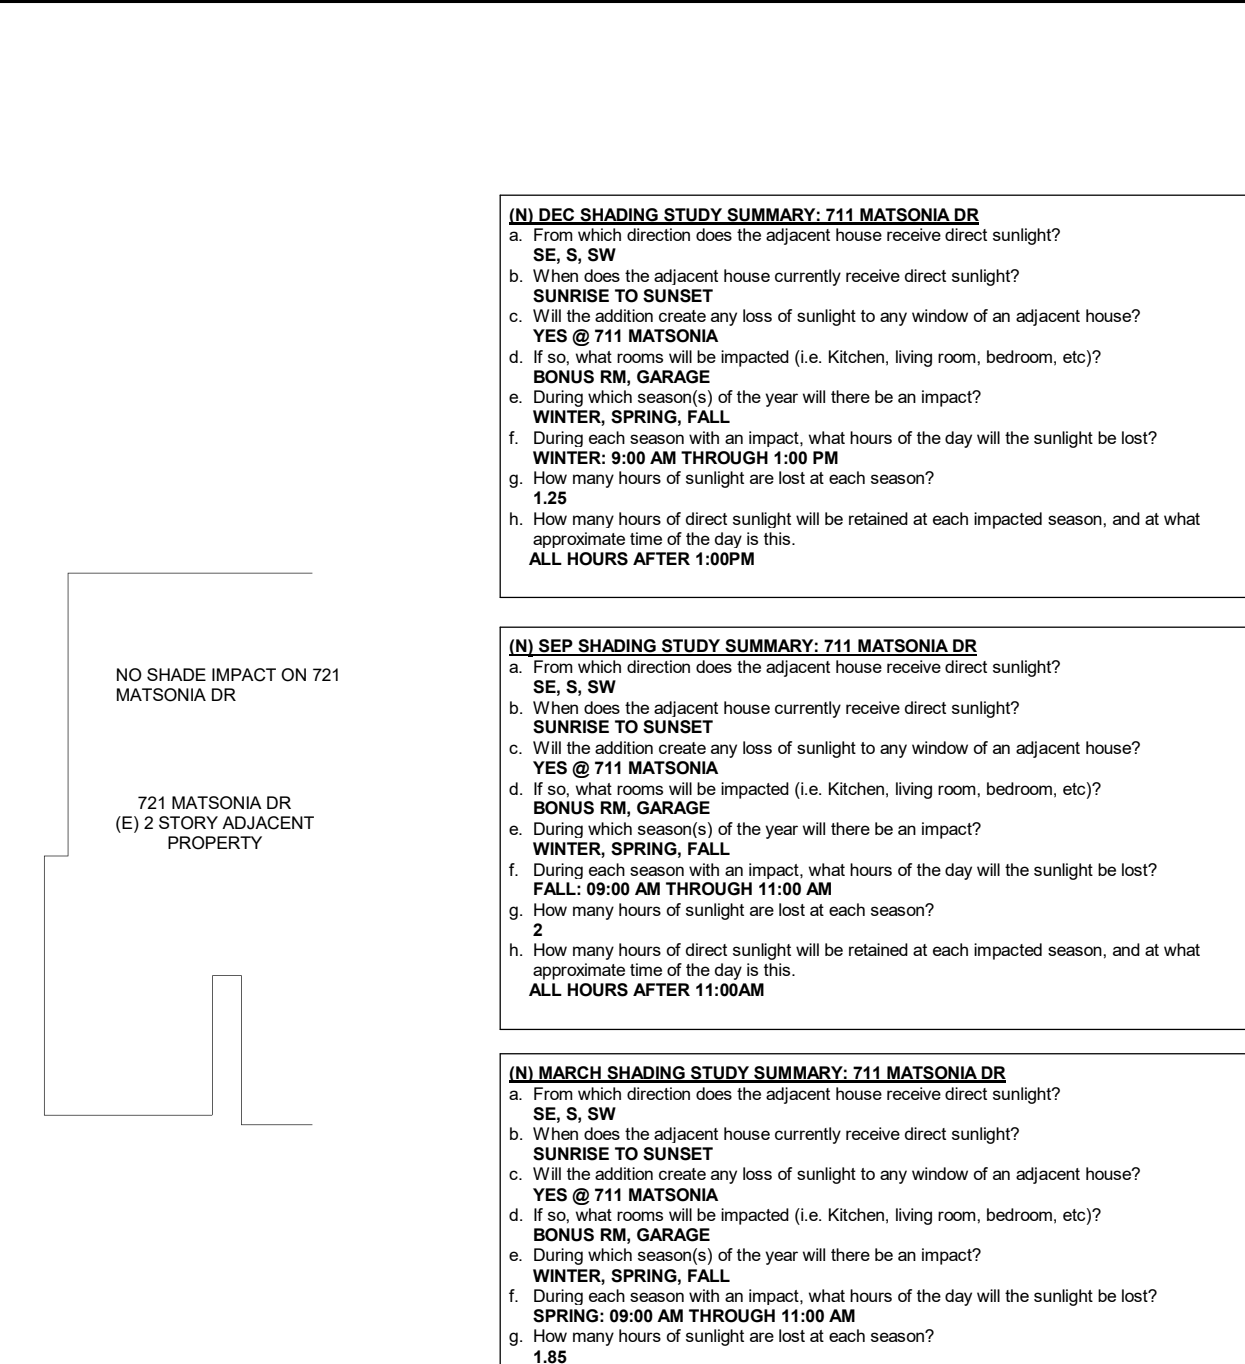 (N) DEC SHADING STUDY SUMMARY: 711 MATSONIA DR
a. From which direction does the adjacent house receive direct sunlight?
SE, S, SW
b. When does the adjacent house currently receive direct sunlight?
SUNRISE TO SUNSET
c. Will the addition create any loss of sunlight to any window of an adjacent house?
YES @ 711 MATSONIA
d. If so, what rooms will be impacted (i.e. Kitchen, living room, bedroom, etc)?
BONUS RM, GARAGE
e. During which season(s) of the year will there be an impact?
WINTER, SPRING, FALL
f. During each season with an impact, what hours of the day will the sunlight be lost?
WINTER: 9:00 AM THROUGH 1:00 PM
g. How many hours of sunlight are lost at each season?
1.25
h. How many hours of direct sunlight will be retained at each impacted season, and at what
approximate time of the day is this.
ALL HOURS AFTER 1:00PM
NO SHADE IMPACT ON 721
MATSONIA DR
721 MATSONIA DR
(E) 2 STORY ADJACENT
PROPERTY
(N) SEP SHADING STUDY SUMMARY: 711 MATSONIA DR
a. From which direction does the adjacent house receive direct sunlight?
SE, S, SW
b. When does the adjacent house currently receive direct sunlight?
SUNRISE TO SUNSET
c. Will the addition create any loss of sunlight to any window of an adjacent house?
YES @ 711 MATSONIA
d. If so, what rooms will be impacted (i.e. Kitchen, living room, bedroom, etc)?
BONUS RM, GARAGE
e. During which season(s) of the year will there be an impact?
WINTER, SPRING, FALL
f. During each season with an impact, what hours of the day will the sunlight be lost?
FALL: 09:00 AM THROUGH 11:00 AM
g. How many hours of sunlight are lost at each season?
2
h. How many hours of direct sunlight will be retained at each impacted season, and at what
approximate time of the day is this.
ALL HOURS AFTER 11:00AM
(N) MARCH SHADING STUDY SUMMARY: 711 MATSONIA DR
a. From which direction does the adjacent house receive direct sunlight?
SE, S, SW
b. When does the adjacent house currently receive direct sunlight?
SUNRISE TO SUNSET
c. Will the addition create any loss of sunlight to any window of an adjacent house?
YES @ 711 MATSONIA
d. If so, what rooms will be impacted (i.e. Kitchen, living room, bedroom, etc)?
BONUS RM, GARAGE
e. During which season(s) of the year will there be an impact?
WINTER, SPRING, FALL
f. During each season with an impact, what hours of the day will the sunlight be lost?
SPRING: 09:00 AM THROUGH 11:00 AM
g. How many hours of sunlight are lost at each season?
1.85